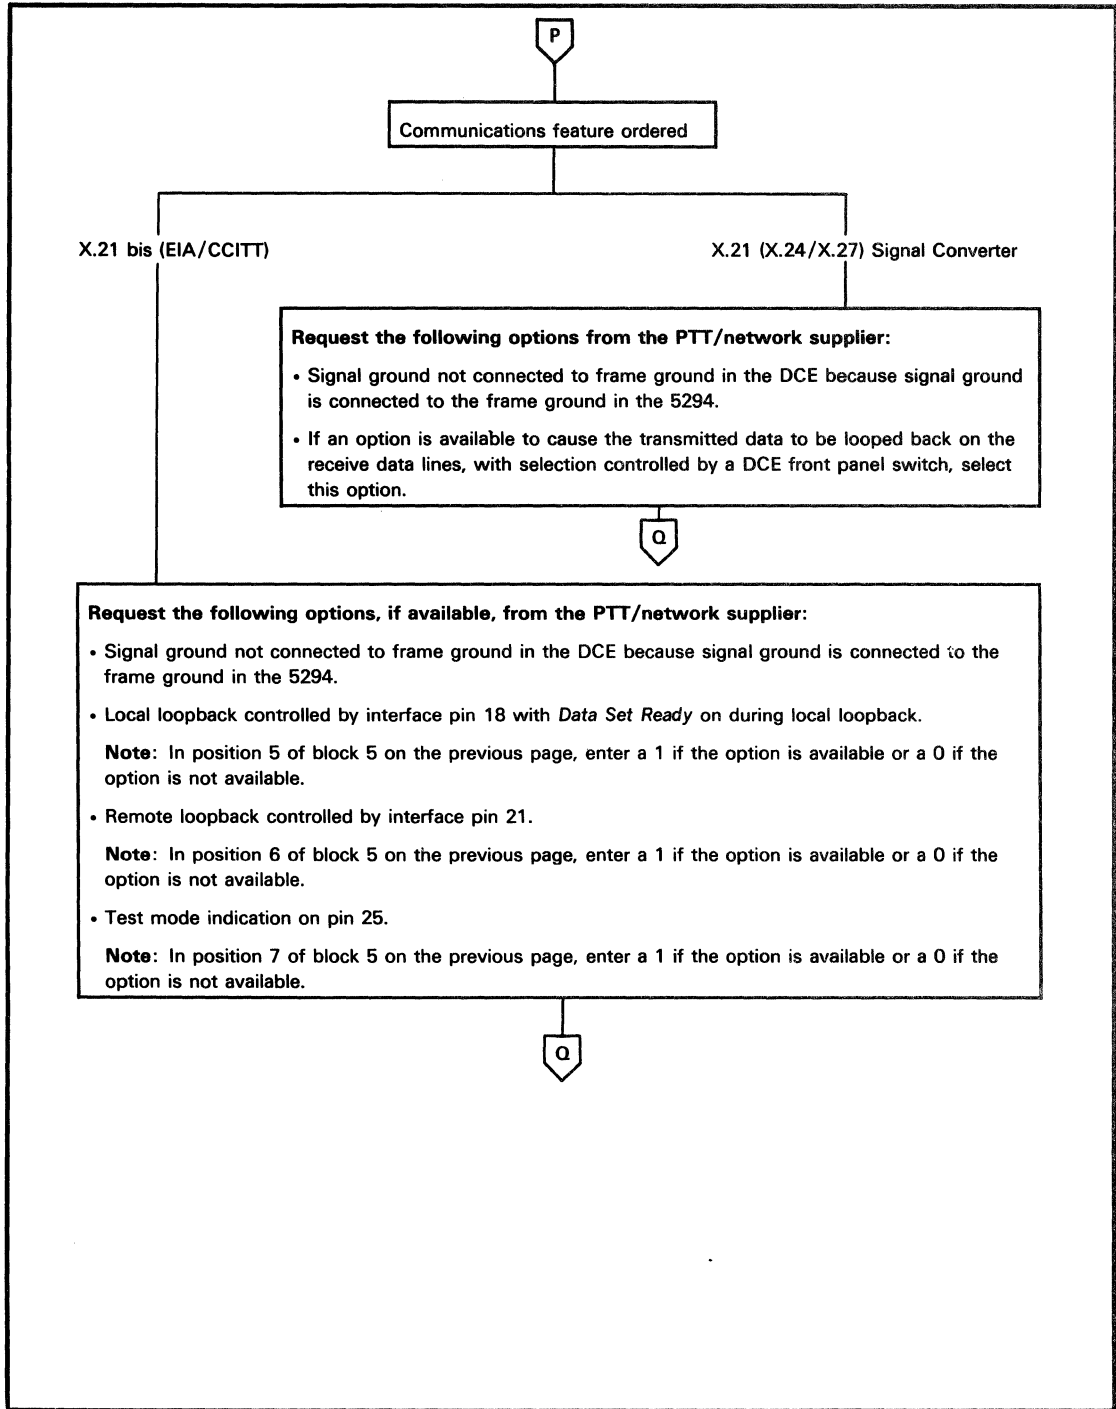 P
Communications feature ordered
X.21 bis (EIA/CCITT)
X.21 (X.24/X.27) Signal Converter
Request the following options from the PTT/network supplier:
• Signal ground not connected to frame ground in the DCE because signal ground
is connected to the frame ground in the 5294.
• If an option is available to cause the transmitted data to be looped back on the
receive data lines, with selection controlled by a DCE front panel switch, select
this option.
Q
Request the following options, if available, from the PTT/network supplier:
• Signal ground not connected to frame ground in the DCE because signal ground is connected to the
frame ground in the 5294.
• Local loopback controlled by interface pin 18 with Data Set Ready on during local loopback.
Note: In position 5 of block 5 on the previous page, enter a 1 if the option is available or a 0 if the
option is not available.
• Remote loopback controlled by interface pin 21.
Note: In position 6 of block 5 on the previous page, enter a 1 if the option is available or a 0 if the
option is not available.
• Test mode indication on pin 25.
Note: In position 7 of block 5 on the previous page, enter a 1 if the option is available or a 0 if the
option is not available.
Q